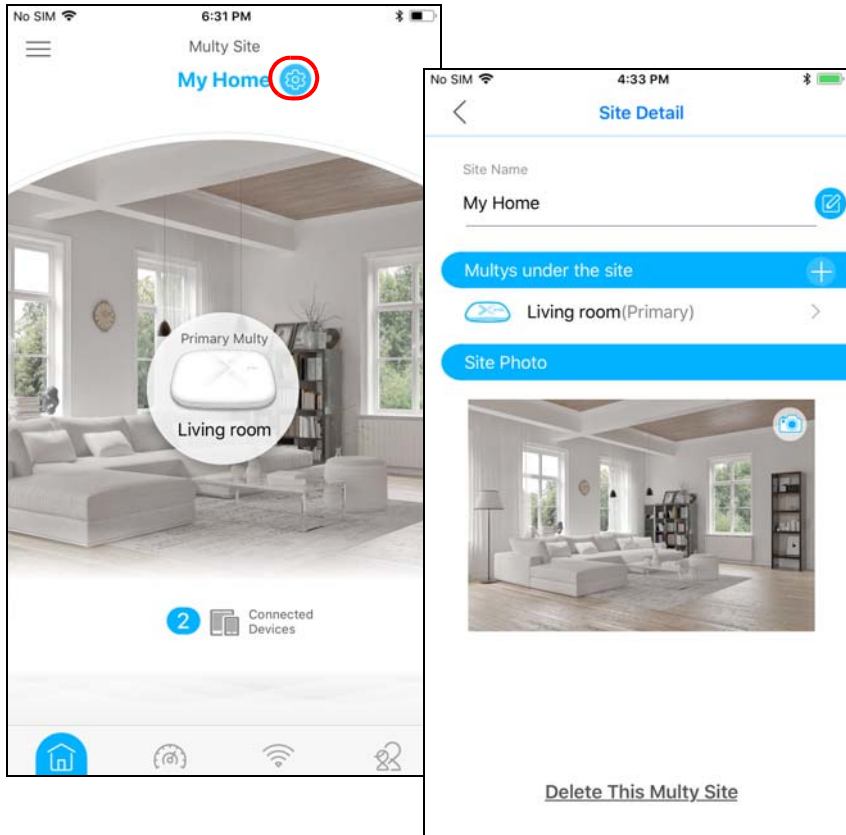 No SIM 6:31 PM
Multy Site
My Home
Primary Multy
Living room
2 Connected
Devices
No SIM 4:33 PM
Site Detail
Site Name
My Home
Multys under the site
Living room(Primary)
Site Photo
Delete This Multy Site